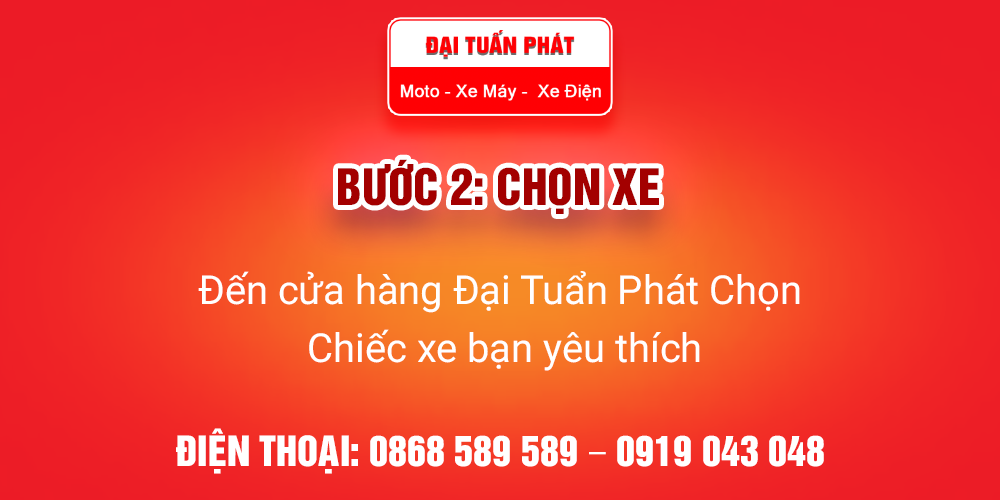 ĐẠI TUẤN PHÁT
Moto - Xe Máy - Xe Điện
BƯỚC 2: CHỌN XE
Đến cửa hàng Đại Tuẩn Phát Chọn
Chiếc xe bạn yêu thích
ĐIỆN THOẠI: 0868 589 589 – 0919 043 048